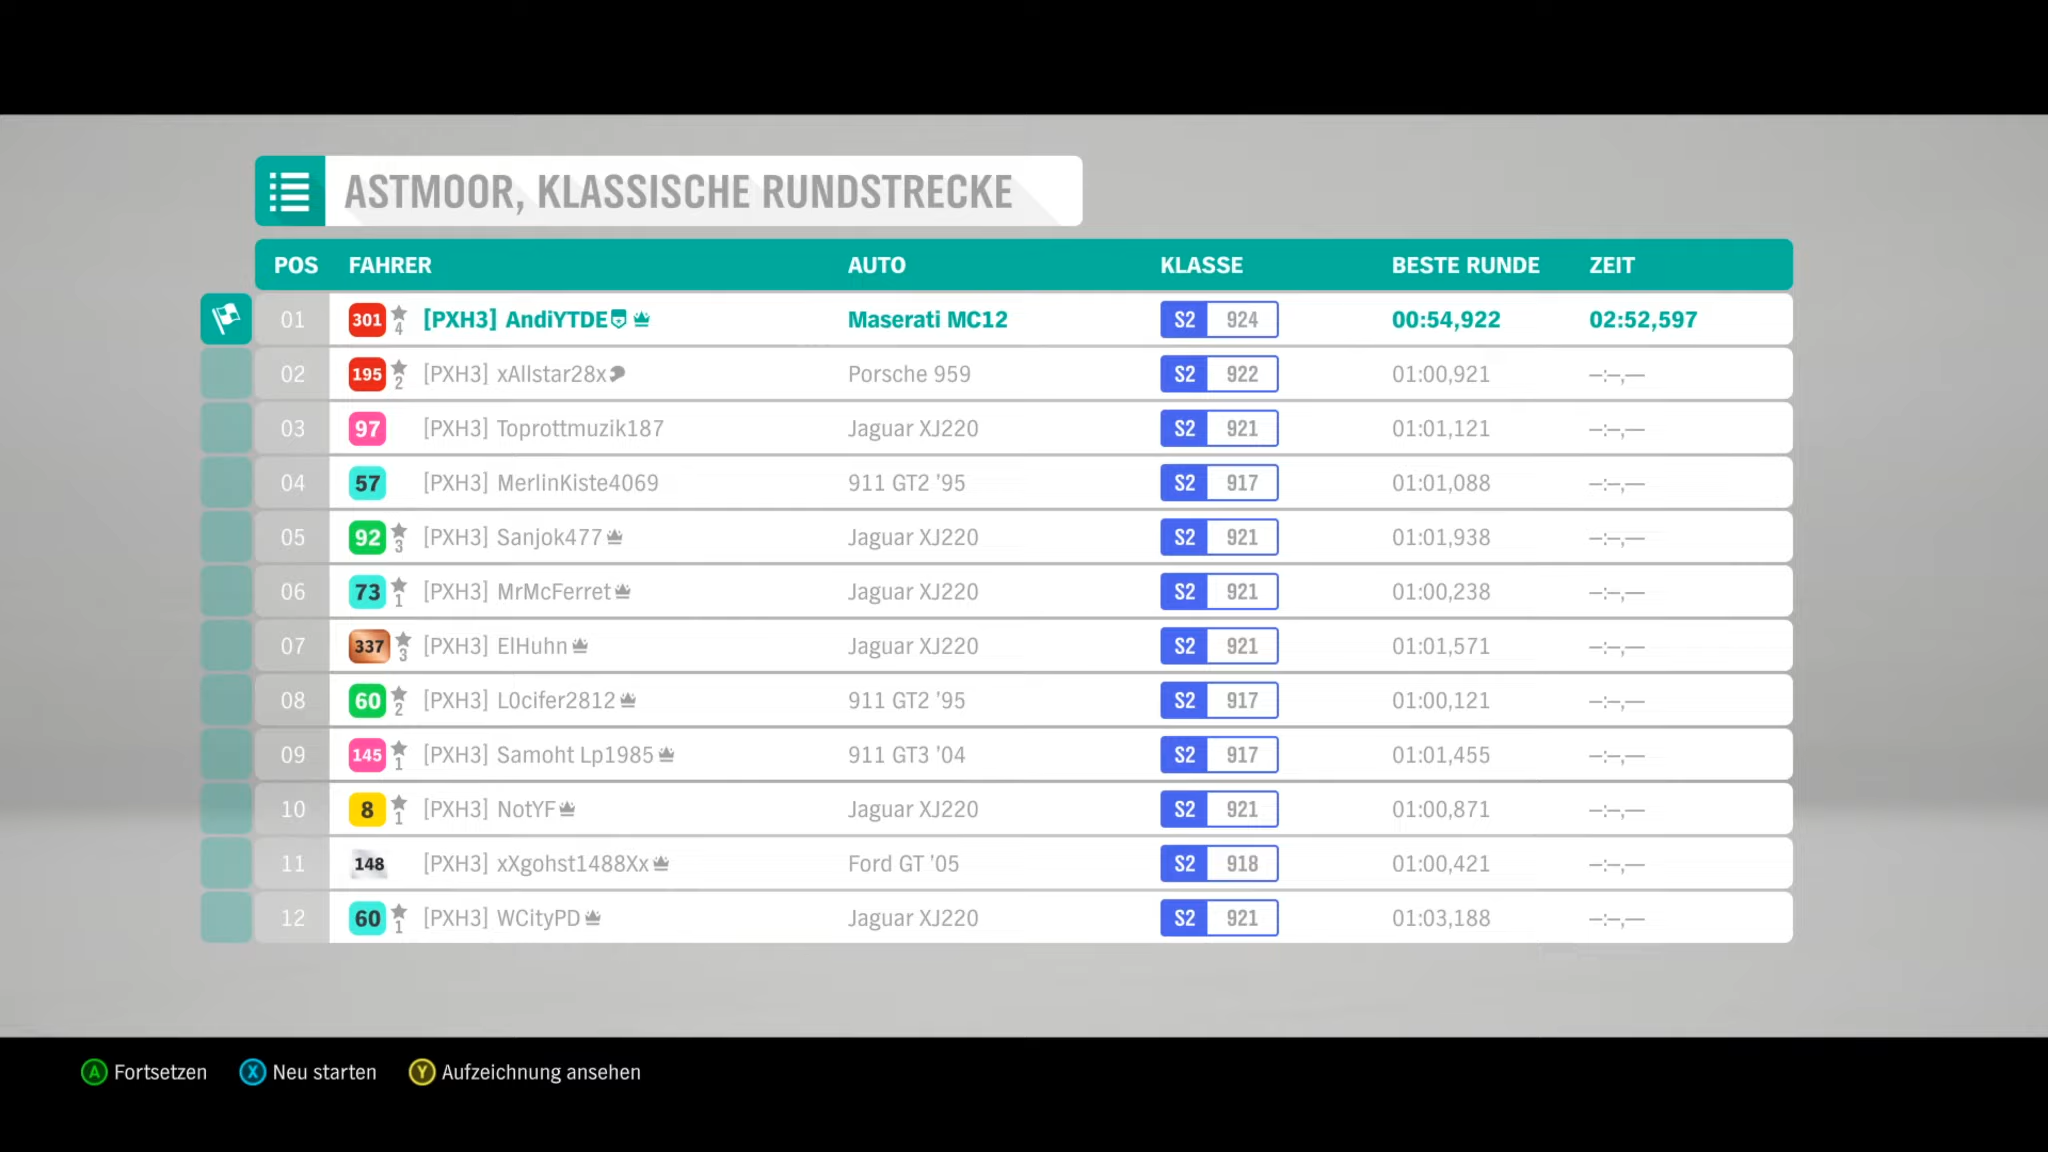 ASTMOOR, KLASSISCHE RUNDSTRECKE
POS FAHRER AUTO KLASSE BESTE RUNDE ZEIT
01 301 4 [PXH3] AndiYTDE Maserati MC12 S2 924 00:54,922 02:52,597
02 195 2 [PXH3] xAllstar28x Porsche 959 S2 922 01:00,921 --:--,---
03 97 [PXH3] Toprottmuzik187 Jaguar XJ220 S2 921 01:01,121 --:--,---
04 57 [PXH3] MerlinKiste4069 911 GT2 '95 S2 917 01:01,088 --:--,---
05 92 3 [PXH3] Sanjok477 Jaguar XJ220 S2 921 01:01,938 --:--,---
06 73 1 [PXH3] MrMcFerret Jaguar XJ220 S2 921 01:00,238 --:--,---
07 337 3 [PXH3] ElHuhn Jaguar XJ220 S2 921 01:01,571 --:--,---
08 60 2 [PXH3] L0cifer2812 911 GT2 '95 S2 917 01:00,121 --:--,---
09 145 1 [PXH3] Samoht Lp1985 911 GT3 '04 S2 917 01:01,455 --:--,---
10 8 1 [PXH3] NotYF Jaguar XJ220 S2 921 01:00,871 --:--,---
11 148 [PXH3] xXgohst1488Xx Ford GT '05 S2 918 01:00,421 --:--,---
12 60 1 [PXH3] WCityPD Jaguar XJ220 S2 921 01:03,188 --:--,---
A Fortsetzen X Neu starten Y Aufzeichnung ansehen